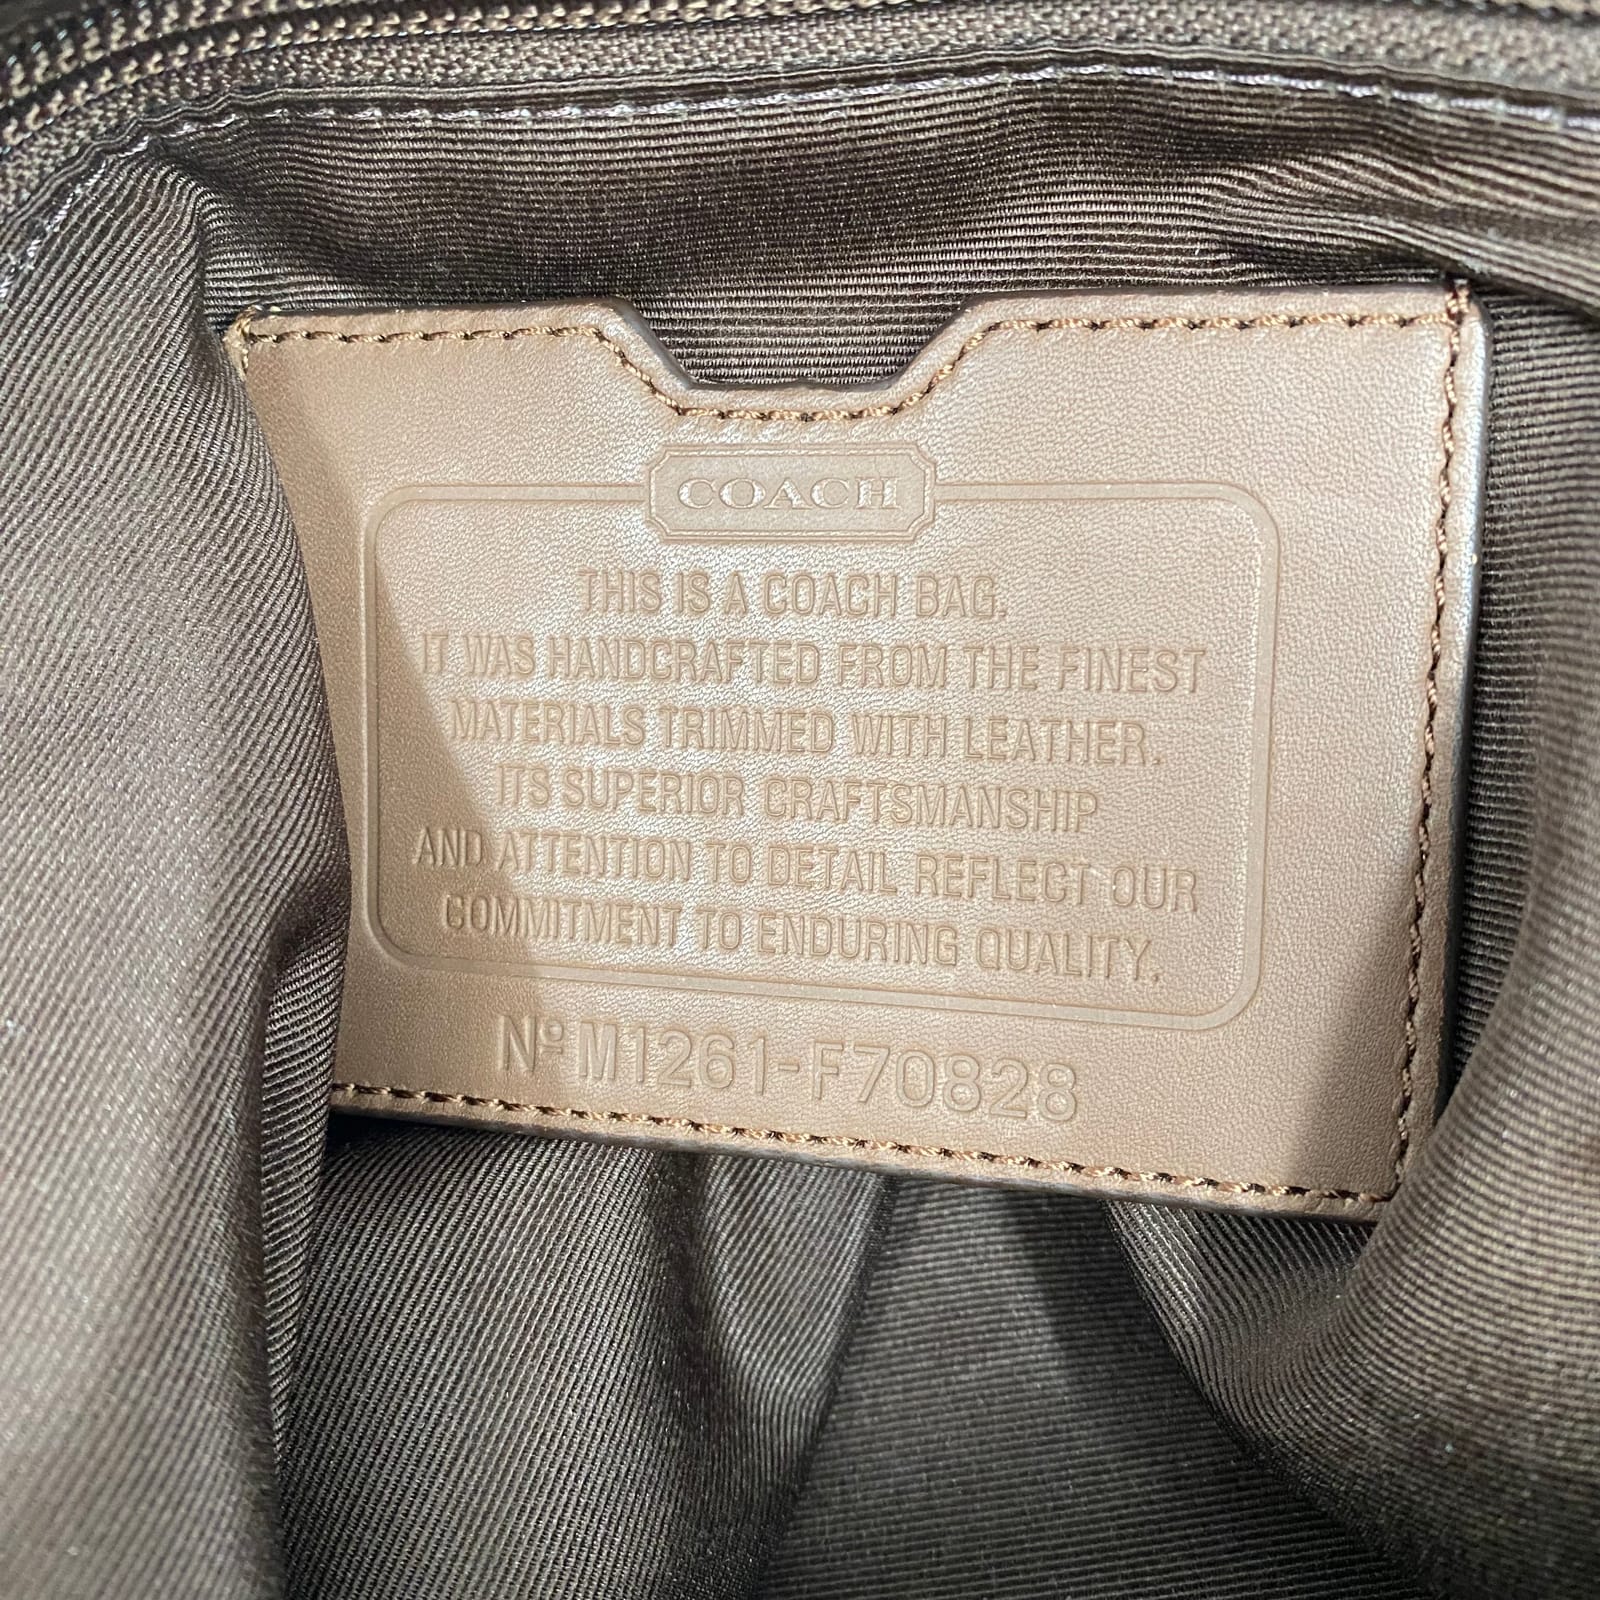 COACH
THIS IS A COACH BAG.
IT WAS HANDCRAFTED FROM THE FINEST
MATERIALS TRIMMED WITH LEATHER.
ITS SUPERIOR CRAFTSMANSHIP
AND ATTENTION TO DETAIL REFLECT OUR
COMMITMENT TO ENDURING QUALITY.
Nº M1261-F70828